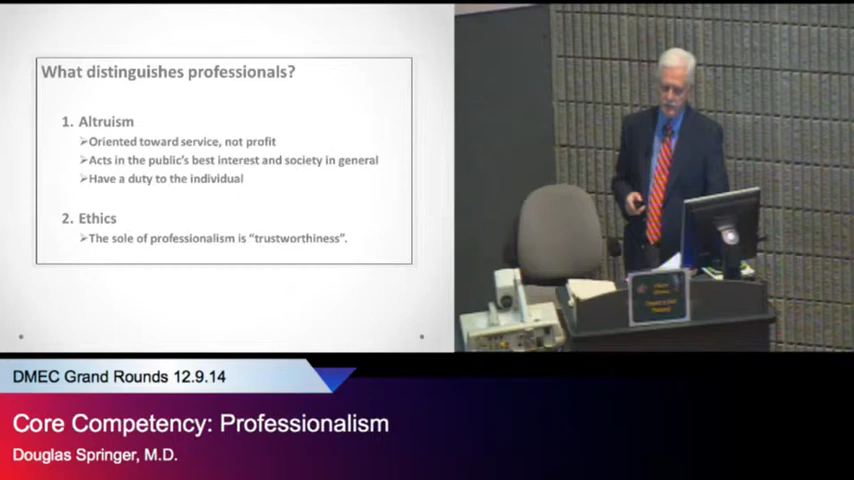 What distinguishes professionals?
1. Altruism
➢Oriented toward service, not profit
➢Acts in the public's best interest and society in general
➢Have a duty to the individual
2. Ethics
➢The sole of professionalism is “trustworthiness”.
DMEC Grand Rounds 12.9.14
Core Competency: Professionalism
Douglas Springer, M.D.